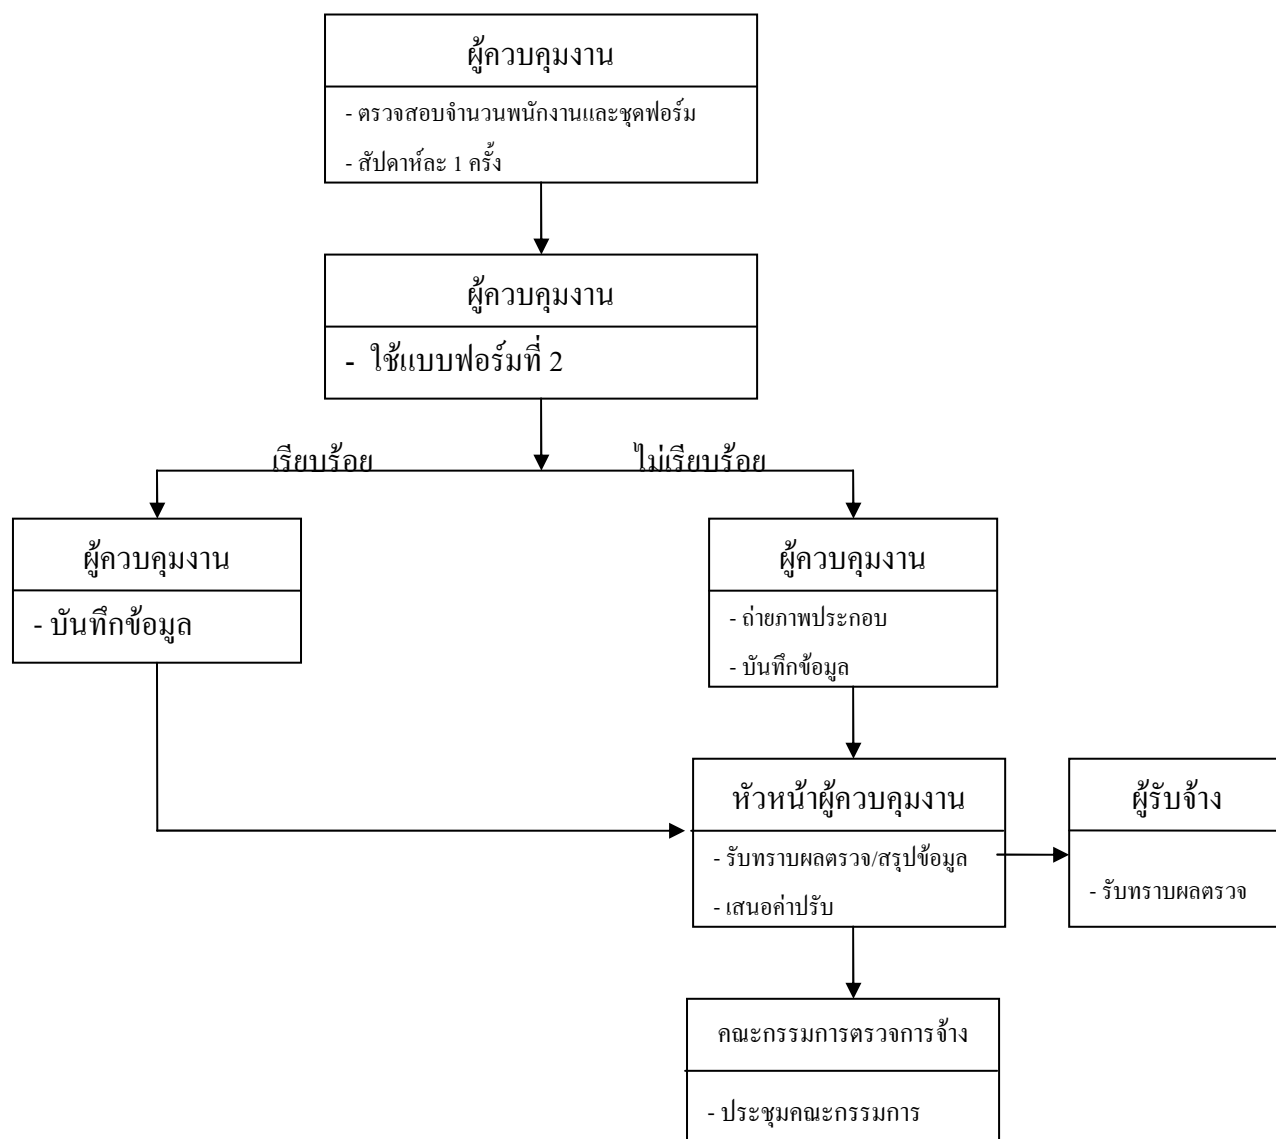 ผู้ควบคุมงาน
- ตรวจสอบจำนวนพนักงานและชุดฟอร์ม
- สัปดาห์ละ 1 ครั้ง
ผู้ควบคุมงาน
- ใช้แบบฟอร์มที่ 2
เรียบร้อย
ไม่เรียบร้อย
ผู้ควบคุมงาน
- บันทึกข้อมูล
ผู้ควบคุมงาน
- ถ่ายภาพประกอบ
- บันทึกข้อมูล
หัวหน้าผู้ควบคุมงาน
- รับทราบผลตรวจ/สรุปข้อมูล
- เสนอค่าปรับ
ผู้รับจ้าง
- รับทราบผลตรวจ
คณะกรรมการตรวจการจ้าง
- ประชุมคณะกรรมการ